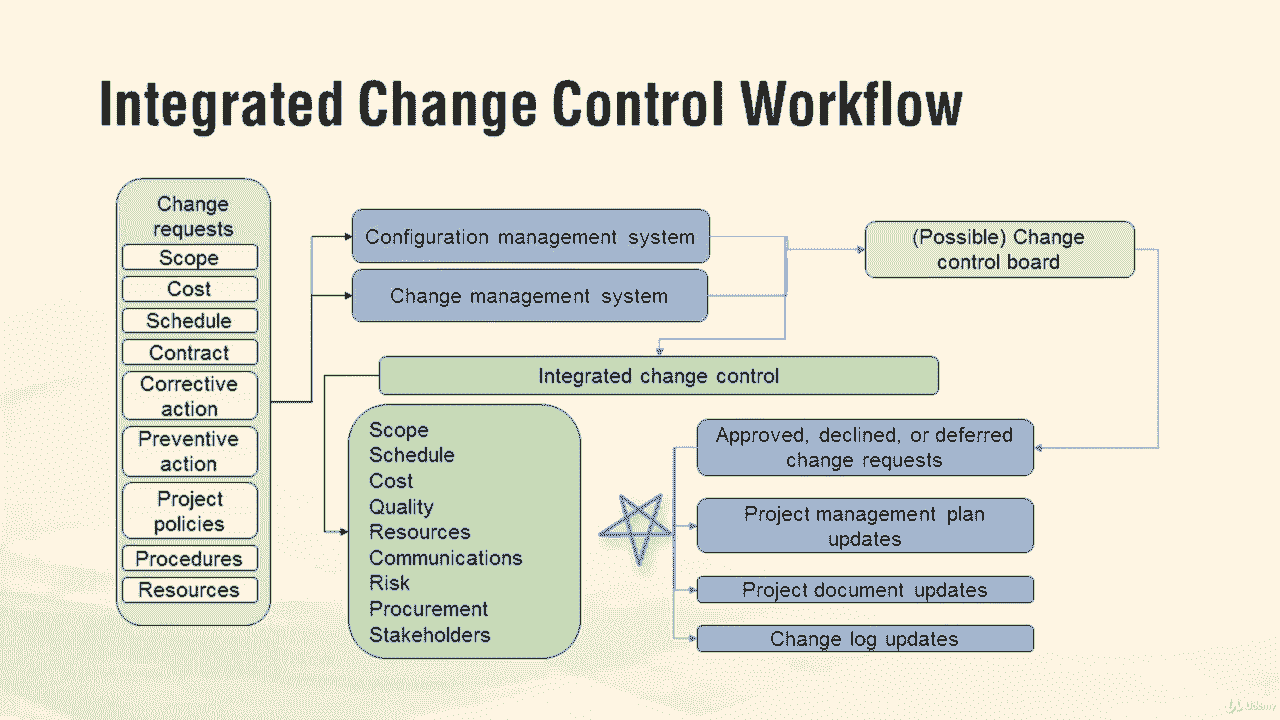 Integrated Change Control Workflow
Change
requests
Scope
Cost
Schedule
Contract
Corrective
action
Preventive
action
Project
policies
Procedures
Resources
Configuration management system
Change management system
(Possible) Change
control board
Integrated change control
Scope
Schedule
Cost
Quality
Resources
Communications
Risk
Procurement
Stakeholders
Approved, declined, or deferred
change requests
Project management plan
updates
Project document updates
Change log updates
Udemy